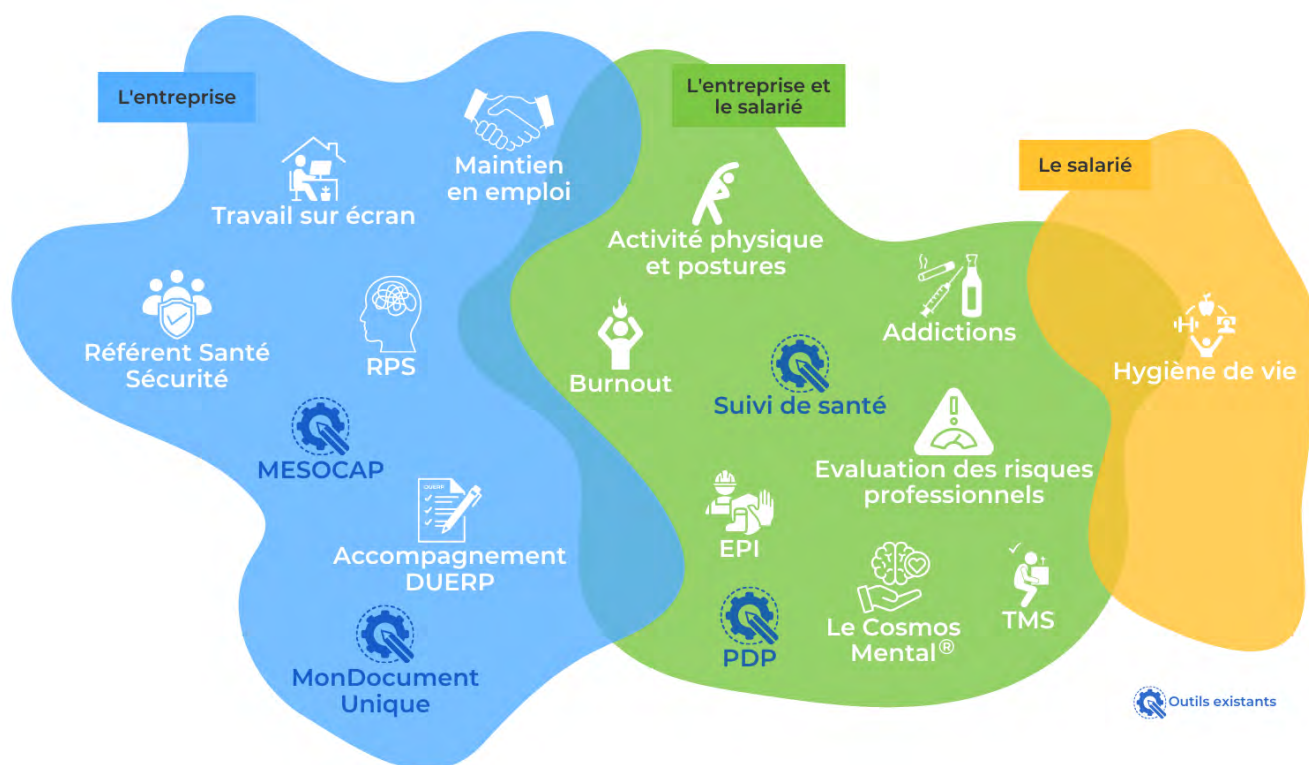 L'entreprise
Maintien
en emploi
Travail sur écran
Référent Santé
Sécurité
RPS
MESOCAP
DUERP
Accompagnement
DUERP
MonDocument
Unique
L'entreprise et
le salarié
Activité physique
et postures
Addictions
Burnout
Suivi de santé
Evaluation des risques
professionnels
EPI
PDP
Le Cosmos
Mental®
TMS
Le salarié
Hygiène de vie
Outils existants